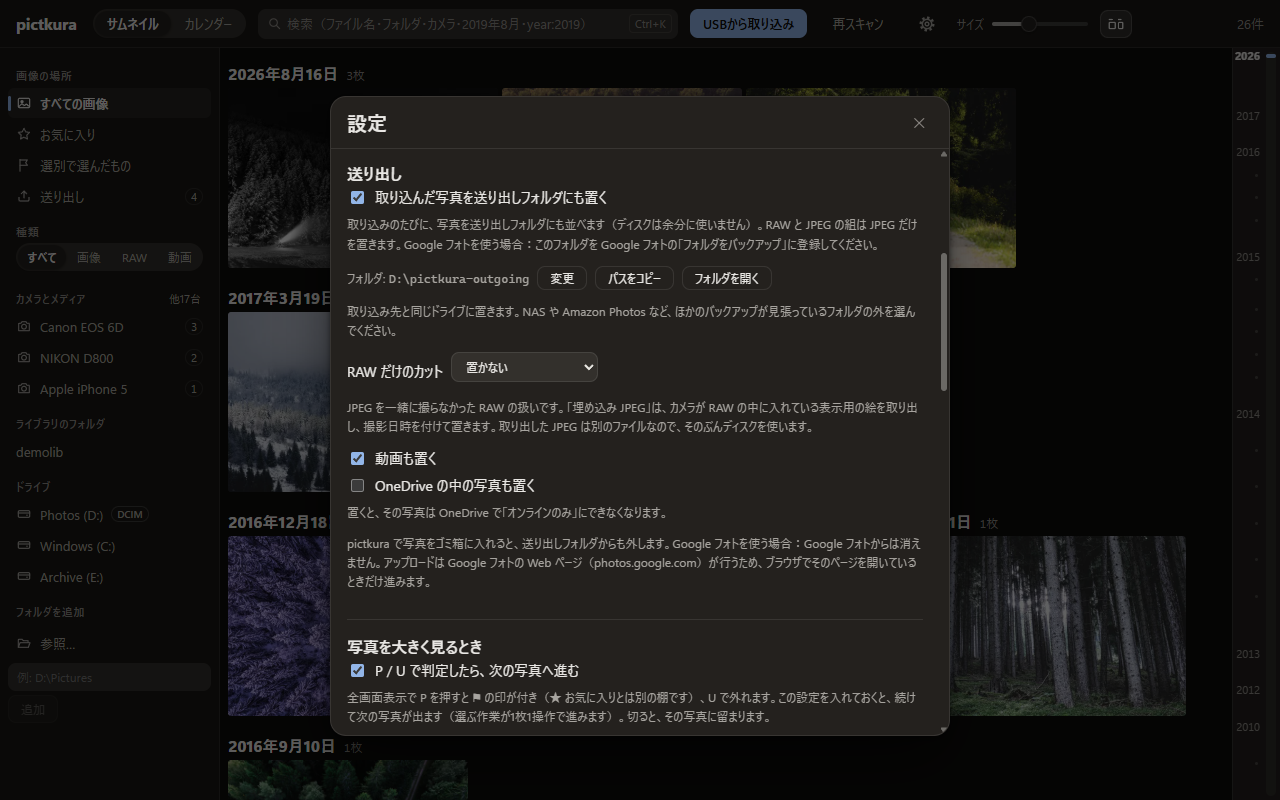 pictkura
サムネイル
カレンダー
検索（ファイル名・フォルダ・カメラ・2019年8月・year:2019）
Ctrl+K
USBから取り込み
再スキャン
サイズ
26件
画像の場所
すべての画像
お気に入り
選別で選んだもの
送り出し
4
種類
すべて
画像
RAW
動画
カメラとメディア
他17台
Canon EOS 6D
3
NIKON D800
2
Apple iPhone 5
1
ライブラリのフォルダ
demolib
ドライブ
Photos (D:)
DCIM
Windows (C:)
Archive (E:)
フォルダを追加
参照...
例: D:\Pictures
追加
2026年8月16日
3枚
2017年3月19日
2016年12月18
1日
1枚
2016年9月10日
1枚
設定
送り出し
取り込んだ写真を送り出しフォルダにも置く
取り込みのたびに、写真を送り出しフォルダにも並べます（ディスクは余分に使いません）。RAW と JPEG の組は JPEG だけ
を置きます。Google フォトを使う場合：このフォルダを Google フォトの「フォルダをバックアップ」に登録してください。
フォルダ: D:\pictkura-outgoing
変更
パスをコピー
フォルダを開く
取り込み先と同じドライブに置きます。NAS や Amazon Photos など、ほかのバックアップが見張っているフォルダの外を選ん
でください。
RAW だけのカット
置かない
JPEG を一緒に撮らなかった RAW の扱いです。「埋め込み JPEG」は、カメラが RAW の中に入れている表示用の絵を取り出
し、撮影日時を付けて置きます。取り出した JPEG は別のファイルなので、そのぶんディスクを使います。
動画も置く
OneDrive の中の写真も置く
置くと、その写真は OneDrive で「オンラインのみ」にできなくなります。
pictkura で写真をゴミ箱に入れると、送り出しフォルダからも外します。Google フォトを使う場合：Google フォトからは消え
ません。アップロードは Google フォトの Web ページ（photos.google.com）が行うため、ブラウザでそのページを開いている
ときだけ進みます。
写真を大きく見るとき
P / U で判定したら、次の写真へ進む
全画面表示で P を押すと ⚑ の印が付き（★ お気に入りとは別の棚です）、U で外れます。この設定を入れておくと、続け
て次の写真が出ます（選ぶ作業が1枚1操作で進みます）。切ると、その写真に留まります。
2026
2017
2016
2015
2014
2013
2012
2010